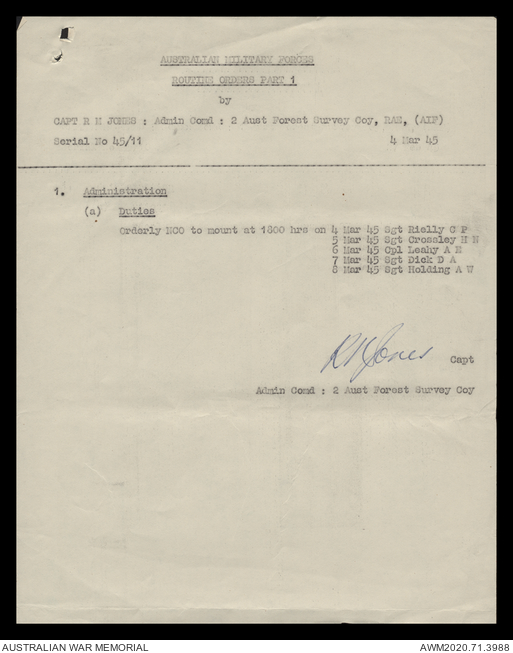 AUSTRALIAN MILITARY FORCES
ROUTINE ORDERS PART 1
by
CAPT R H JONES : Admin Comd : 2 Aust Forest Survey Coy, RAE, (AIF)
Serial No 45/11 4 Mar 45
1. Administration
(a) Duties
Orderly NCO to mount at 1800 hrs on 4 Mar 45 Sgt Rielly C P
5 Mar 45 Sgt Crossley H N
6 Mar 45 Cpl Leahy A E
7 Mar 45 Sgt Dick D A
8 Mar 45 Sgt Holding A W
R H Jones Capt
Admin Comd : 2 Aust Forest Survey Coy
AUSTRALIAN WAR MEMORIAL AWM2020.71.3988